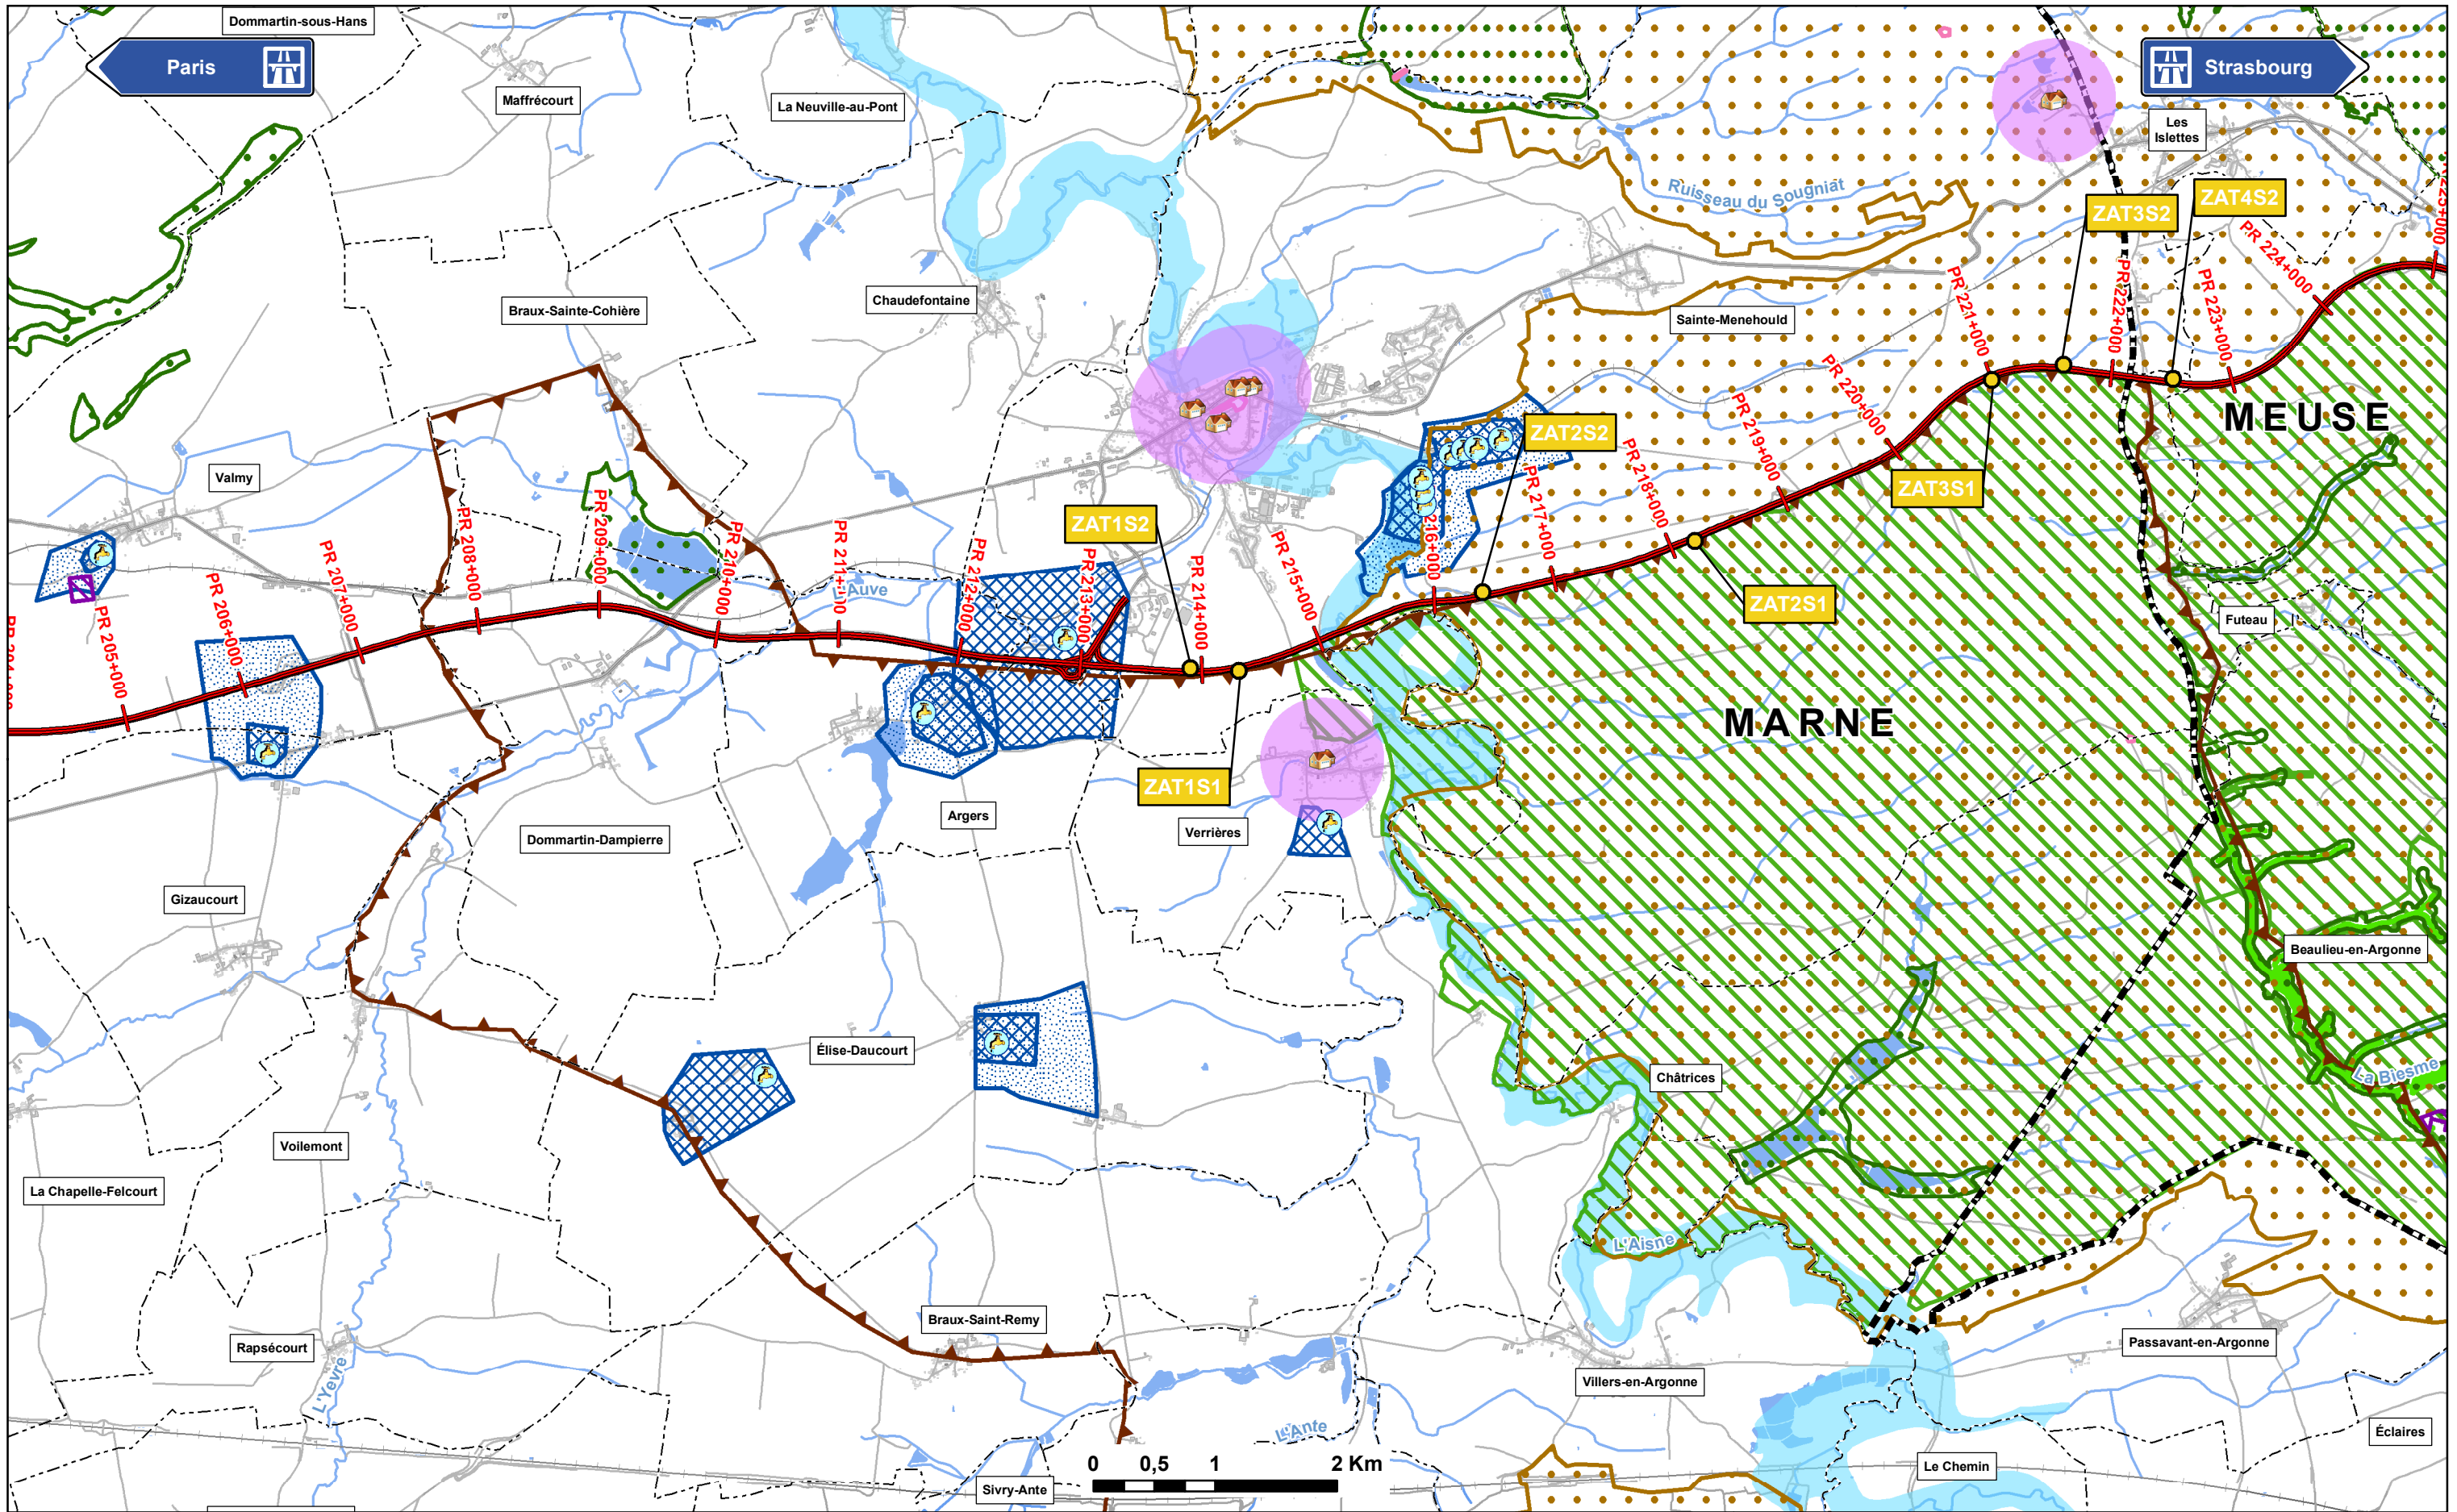 Dommartin-sous-Hans
Paris
Strasbourg
Maffrécourt
La Neuville-au-Pont
Les
Islettes
Ruisseau du Sougniat
ZAT3S2
ZAT4S2
PR 224+000
PR 223+000
PR 222+000
PR 221+000
Chaudefontaine
Braux-Sainte-Cohière
Sainte-Menehould
PR 220+000
PR 219+000
MEUSE
ZAT2S2
PR 218+000
PR 217+000
216+000
ZAT3S1
Valmy
PR 208+000
PR 209+000
PR 210+000
PR 211+000
PR 212+000
PR 213+000
ZAT1S2
PR 214+000
PR 215+000
PR 207+000
PR 206+000
PR 205+000
L'Auve
ZAT2S1
Futeau
MARNE
ZAT1S1
Argers
Verrières
Dommartin-Dampierre
Gizaucourt
Beaulieu-en-Argonne
Élise-Daucourt
Châtrices
La Biesme
Voilemont
La Chapelle-Felcourt
L'Aisne
Braux-Saint-Remy
Rapsécourt
L'Yèvre
Passavant-en-Argonne
Villers-en-Argonne
L'Ante
Éclaires
0 0,5 1 2 Km
Le Chemin
Sivry-Ante